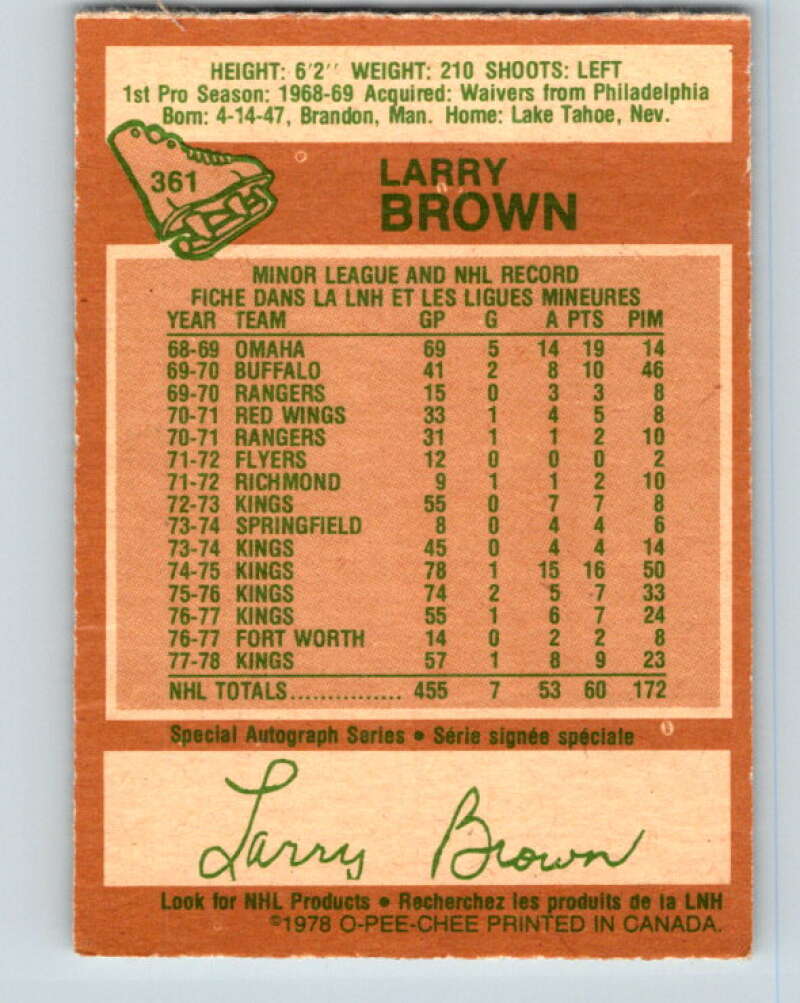 HEIGHT: 6'2'' WEIGHT: 210 SHOOTS: LEFT
1st Pro Season: 1968-69 Acquired: Waivers from Philadelphia
Born: 4-14-47, Brandon, Man. Home: Lake Tahoe, Nev.
361
LARRY
BROWN
MINOR LEAGUE AND NHL RECORD
FICHE DANS LA LNH ET LES LIGUES MINEURES
YEAR TEAM GP G A PTS PIM
68-69 OMAHA 69 5 14 19 14
69-70 BUFFALO 41 2 8 10 46
69-70 RANGERS 15 0 3 3 8
70-71 RED WINGS 33 1 4 5 8
70-71 RANGERS 31 1 1 2 10
71-72 FLYERS 12 0 0 0 2
71-72 RICHMOND 9 1 1 2 10
72-73 KINGS 55 0 7 7 8
73-74 SPRINGFIELD 8 0 4 4 6
73-74 KINGS 45 0 4 4 14
74-75 KINGS 78 1 15 16 50
75-76 KINGS 74 2 5 7 33
76-77 KINGS 55 1 6 7 24
76-77 FORT WORTH 14 0 2 2 8
77-78 KINGS 57 1 8 9 23
NHL TOTALS............... 455 7 53 60 172
Special Autograph Series • Série signée spéciale
Larry Brown
Look for NHL Products • Recherchez les produits de la LNH
©1978 O-PEE-CHEE PRINTED IN CANADA.